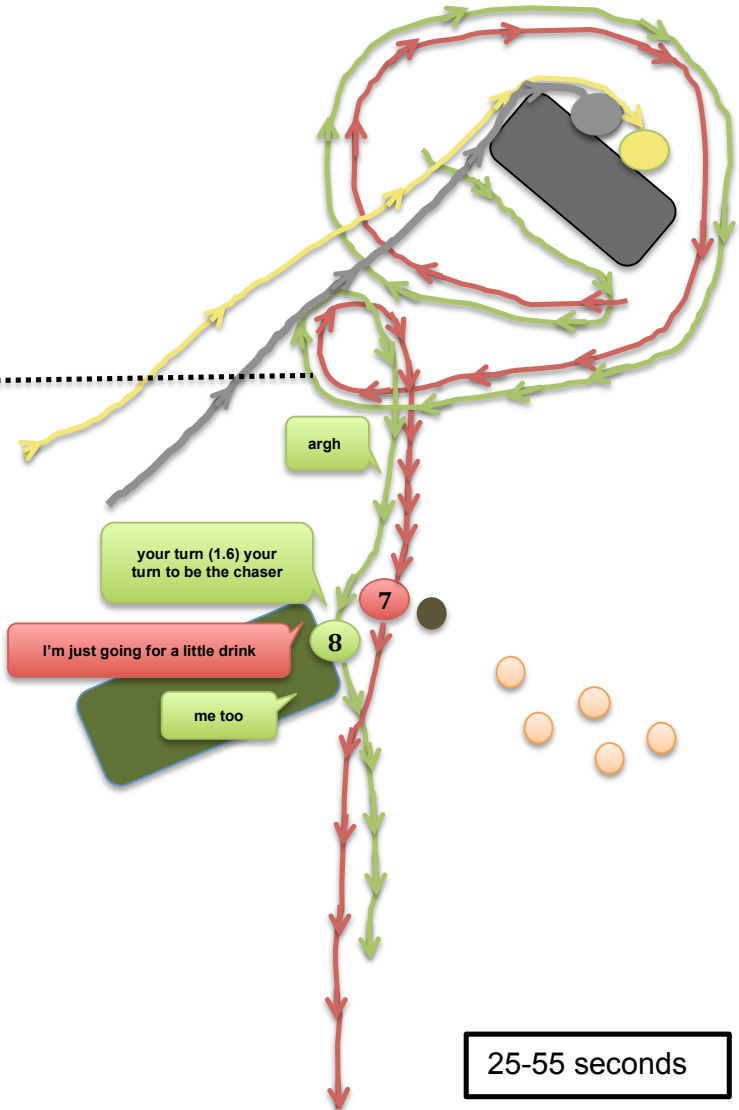 argh
your turn (1.6) your
turn to be the chaser
7
8
I'm just going for a little drink
me too
25-55 seconds